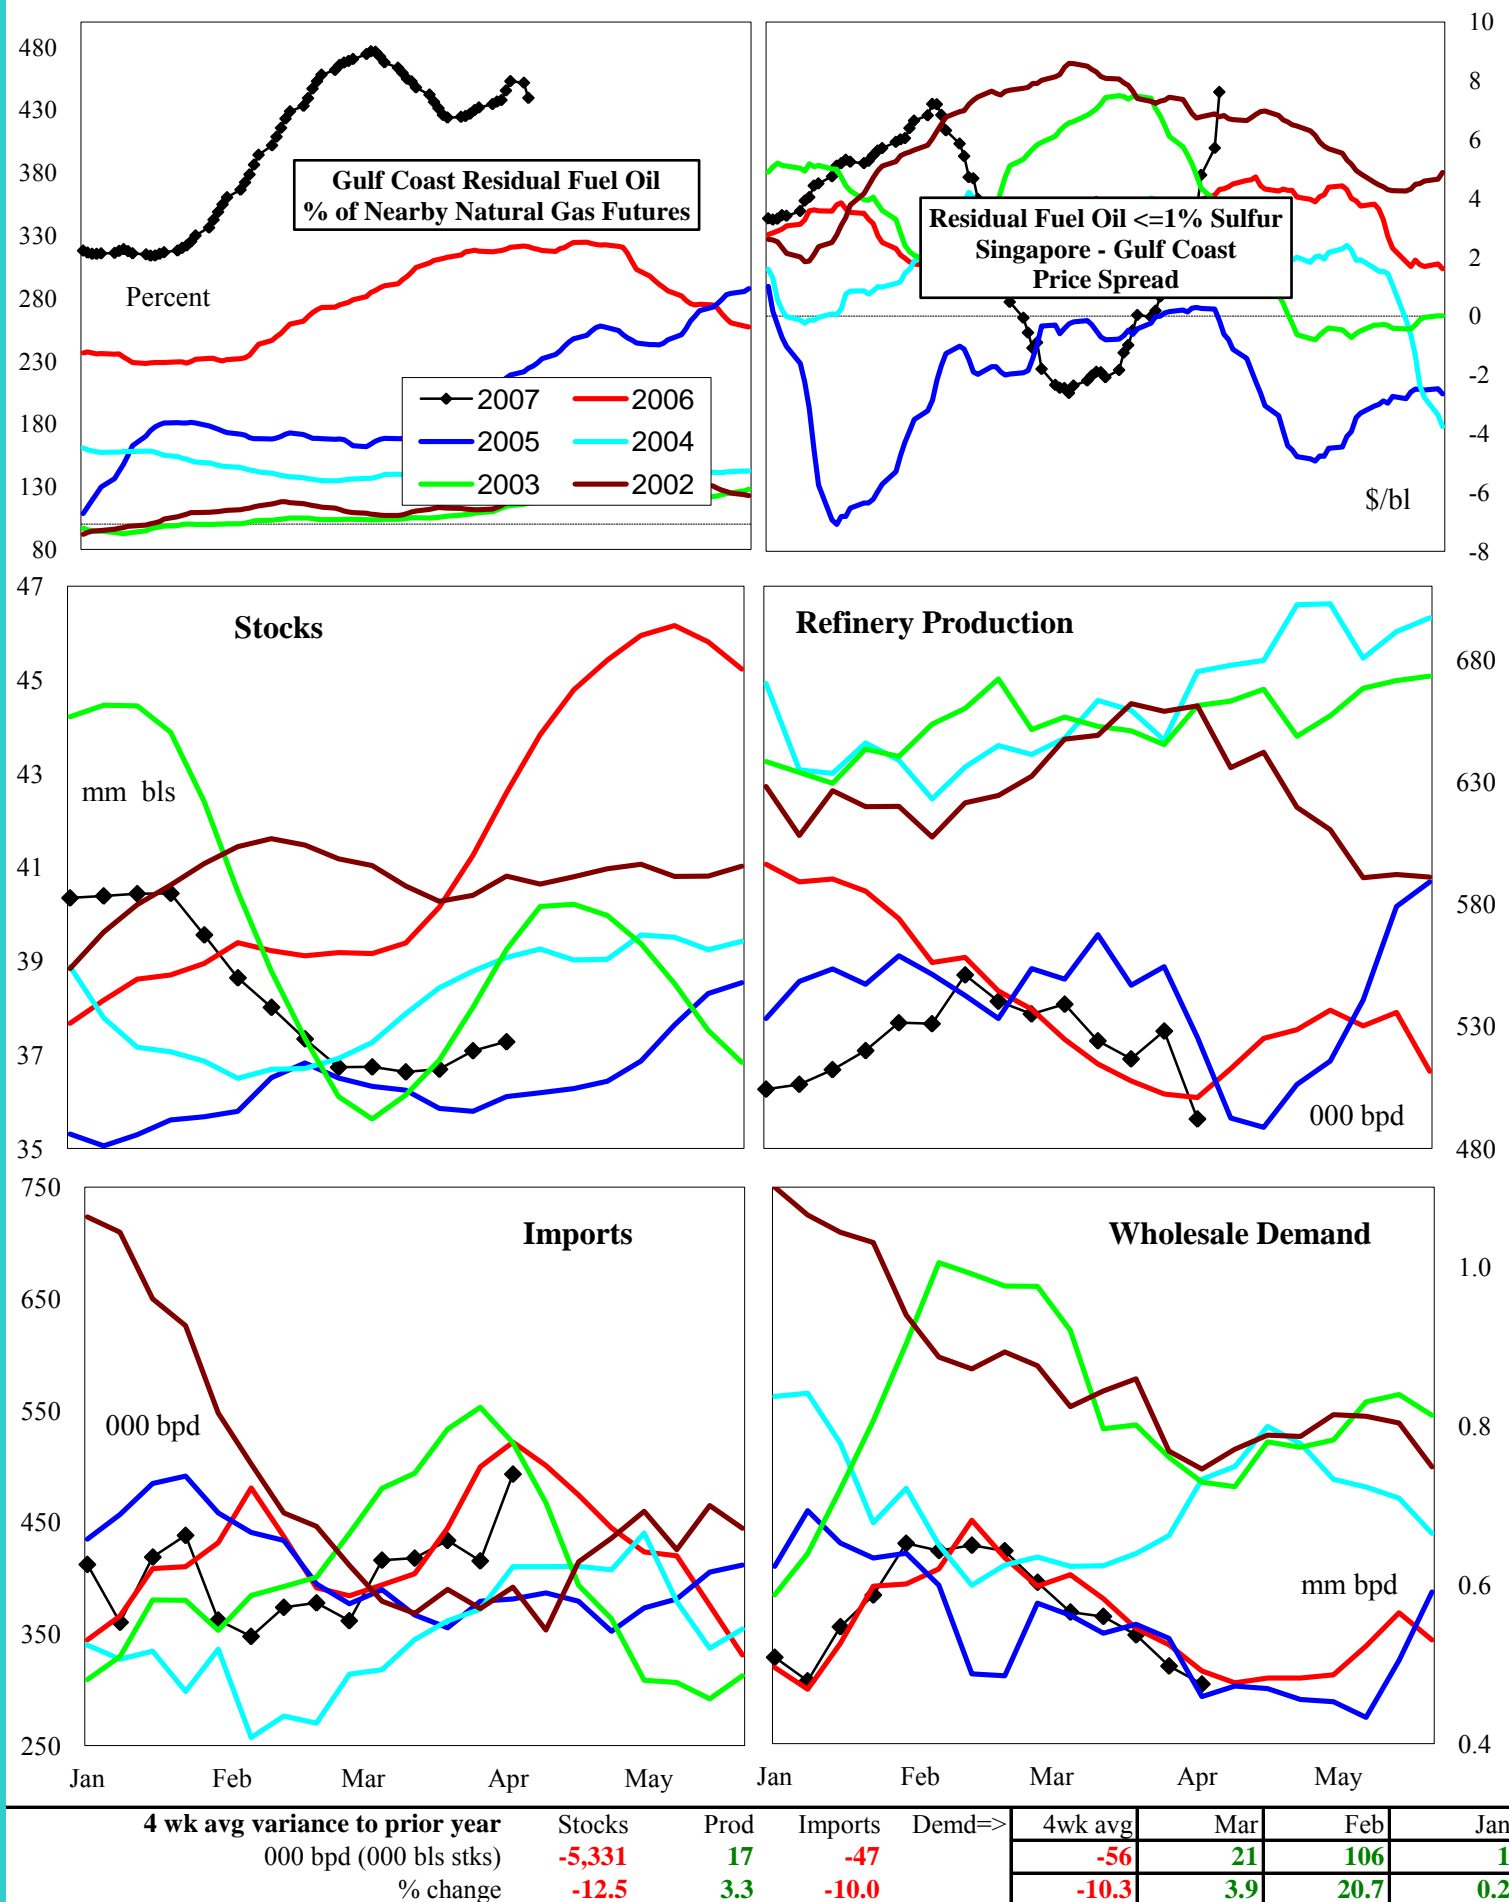 480
430
380
330
280
230
180
130
80
Gulf Coast Residual Fuel Oil
% of Nearby Natural Gas Futures
Percent
2007 2006
2005 2004
2003 2002
10
8
6
4
2
0
-2
-4
-6
-8
Residual Fuel Oil <=1% Sulfur
Singapore - Gulf Coast
Price Spread
$/bl
47
45
43
41
39
37
35
Stocks
mm bls
Refinery Production
680
630
580
530
480
000 bpd
750
650
550
450
350
250
Imports
000 bpd
Jan Feb Mar Apr May
Wholesale Demand
1.0
0.8
0.6
0.4
mm bpd
Jan Feb Mar Apr May
4 wk avg variance to prior year Stocks Prod Imports Demd=> 4wk avg Mar Feb Jan
000 bpd (000 bls stks) -5,331 17 -47 -56 21 106 1
% change -12.5 3.3 -10.0 -10.3 3.9 20.7 0.2